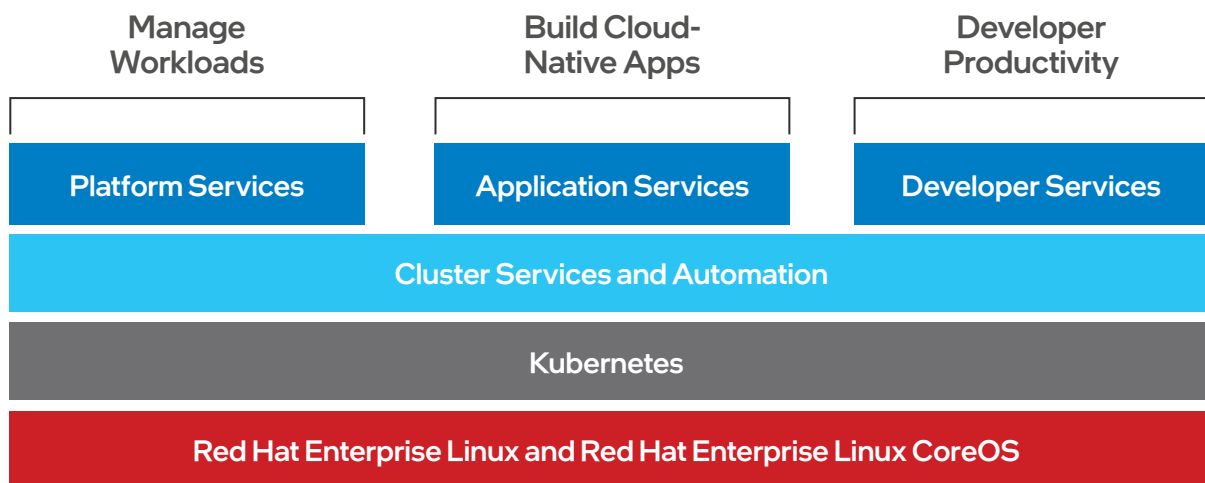 Manage
Workloads
Build Cloud-
Native Apps
Developer
Productivity
Platform Services
Application Services
Developer Services
Cluster Services and Automation
Kubernetes
Red Hat Enterprise Linux and Red Hat Enterprise Linux CoreOS